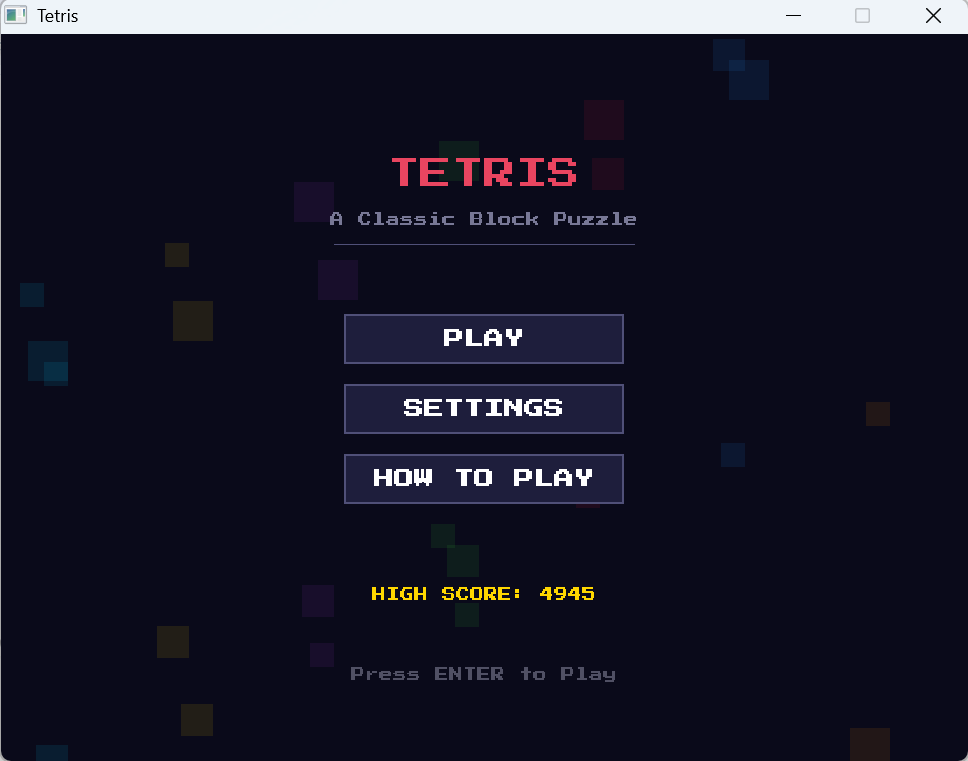 Tetris
TETRIS
A Classic Block Puzzle
PLAY
SETTINGS
HOW TO PLAY
HIGH SCORE: 4945
Press ENTER to Play